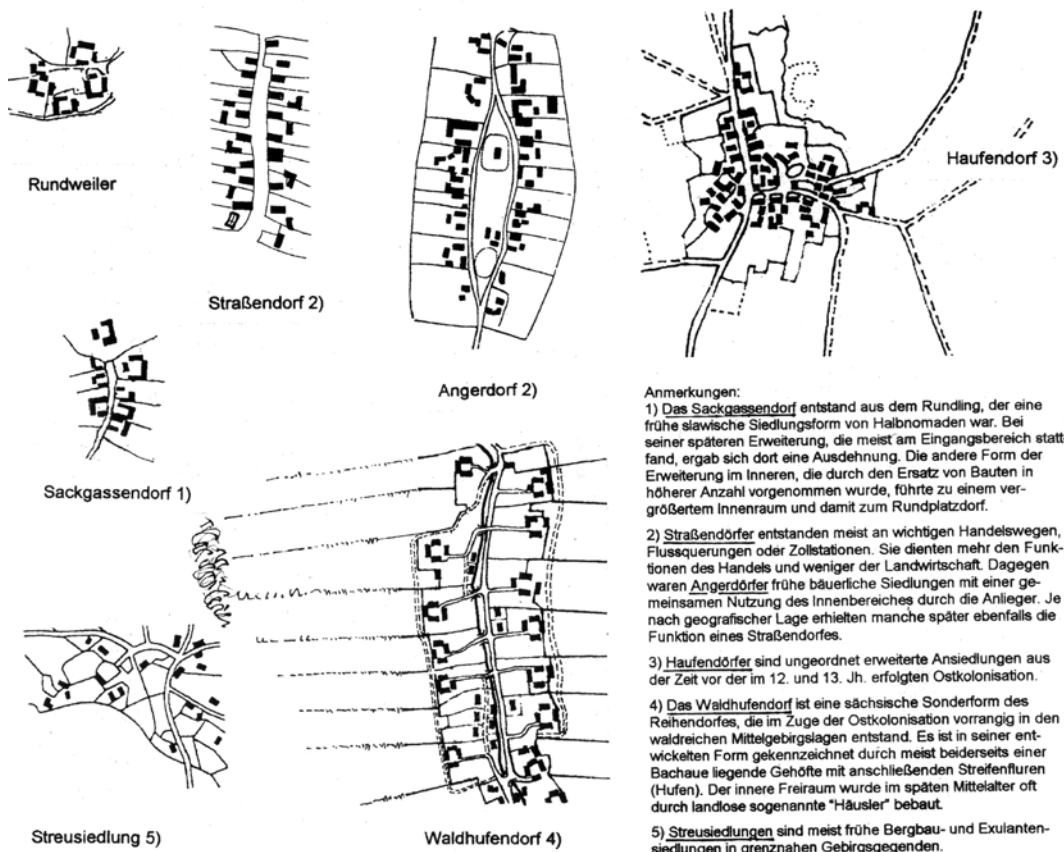 Rundweiler
Straßendorf 2)
Haufendorf 3)
Sackgassendorf 1)
Angerdorf 2)
Streusiedlung 5)
Waldhufendorf 4)
Anmerkungen:
1) Das Sackgassendorf entstand aus dem Rundling, der eine
frühe slawische Siedlungsform von Halbnomaden war. Bei
seiner späteren Erweiterung, die meist am Eingangsbereich statt
fand, ergab sich dort eine Ausdehnung. Die andere Form der
Erweiterung im Inneren, die durch den Ersatz von Bauten in
höherer Anzahl vorgenommen wurde, führte zu einem ver-
größertem Innenraum und damit zum Rundplatzdorf.
2) Straßendörfer entstanden meist an wichtigen Handelswegen,
Flussquerungen oder Zollstationen. Sie dienten mehr den Funk-
tionen des Handels und weniger der Landwirtschaft. Dagegen
waren Angerdörfer frühe bäuerliche Siedlungen mit einer ge-
meinsamen Nutzung des Innenbereiches durch die Anlieger. Je
nach geografischer Lage erhielten manche später ebenfalls die
Funktion eines Straßendorfes.
3) Haufendörfer sind ungeordnet erweiterte Ansiedlungen aus
der Zeit vor der im 12. und 13. Jh. erfolgten Ostkolonisation.
4) Das Waldhufendorf ist eine sächsische Sonderform des
Reihendorfes, die im Zuge der Ostkolonisation vorrangig in den
waldreichen Mittelgebirgslagen entstand. Es ist in seiner ent-
wickelten Form gekennzeichnet durch meist beiderseits einer
Bachaue liegende Gehöfte mit anschließenden Streifenfluren
(Hufen). Der innere Freiraum wurde im späten Mittelalter oft
durch landlose sogenannte "Häusler" bebaut.
5) Streusiedlungen sind meist frühe Bergbau- und Exulanten-
siedlungen in grenznahen Gebirgsgegenden.